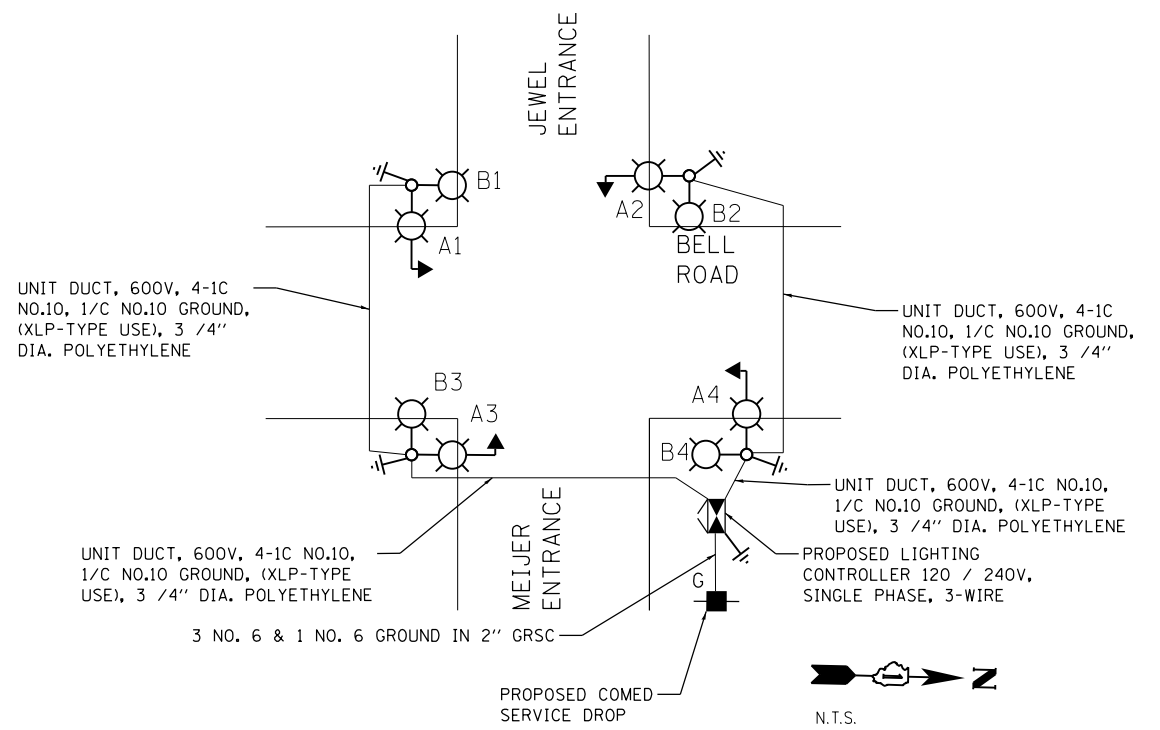 JEWEL
ENTRANCE
B1
A1
A2
B2
BELL
ROAD
UNIT DUCT, 600V, 4-1C
NO.10, 1/C NO.10 GROUND,
(XLP-TYPE USE), 3 /4"
DIA. POLYETHYLENE
UNIT DUCT, 600V, 4-1C
NO.10, 1/C NO.10 GROUND,
(XLP-TYPE USE), 3 /4"
DIA. POLYETHYLENE
B3
A3
A4
B4
UNIT DUCT, 600V, 4-1C NO.10,
1/C NO.10 GROUND, (XLP-TYPE
USE), 3 /4" DIA. POLYETHYLENE
MEIJER
ENTRANCE
UNIT DUCT, 600V, 4-1C NO.10,
1/C NO.10 GROUND, (XLP-TYPE
USE), 3 /4" DIA. POLYETHYLENE
PROPOSED LIGHTING
CONTROLLER 120 / 240V,
SINGLE PHASE, 3-WIRE
G
3 NO. 6 & 1 NO. 6 GROUND IN 2" GRSC
PROPOSED COMED
SERVICE DROP
N
N.T.S.